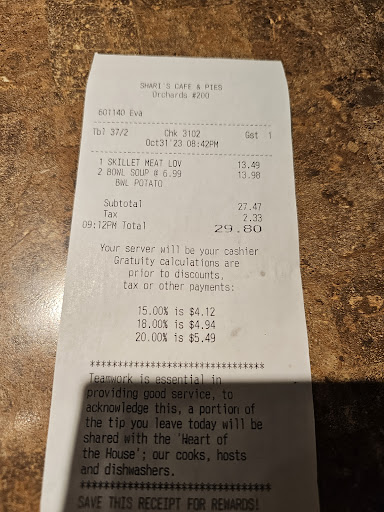 SHARI'S CAFE & PIES
Orchards #200
601140 Eva
Tbl 37/2 Chk 3102 Gst 1
Oct31'23 08:42PM
1 SKILLET MEAT LOV 13.49
2 BOWL SOUP @ 6.99 13.98
BWL POTATO
Subtotal 27.47
Tax 2.33
09:12PM Total 29.80
Your server will be your cashier
Gratuity calculations are
prior to discounts,
tax or other payments:
15.00% is $4.12
18.00% is $4.94
20.00% is $5.49
*******************************
Teamwork is essential in
providing good service, to
acknowledge this, a portion of
the tip you leave today will be
shared with the 'Heart of
the House'; our cooks, hosts
and dishwashers.
*******************************
SAVE THIS RECEIPT FOR REWARDS!